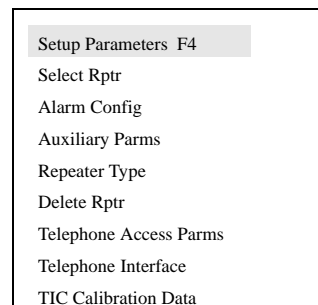 Setup Parameters  F4
Select Rptr
Alarm Config
Auxiliary Parms
Repeater Type
Delete Rptr
Telephone Access Parms
Telephone Interface
TIC Calibration Data